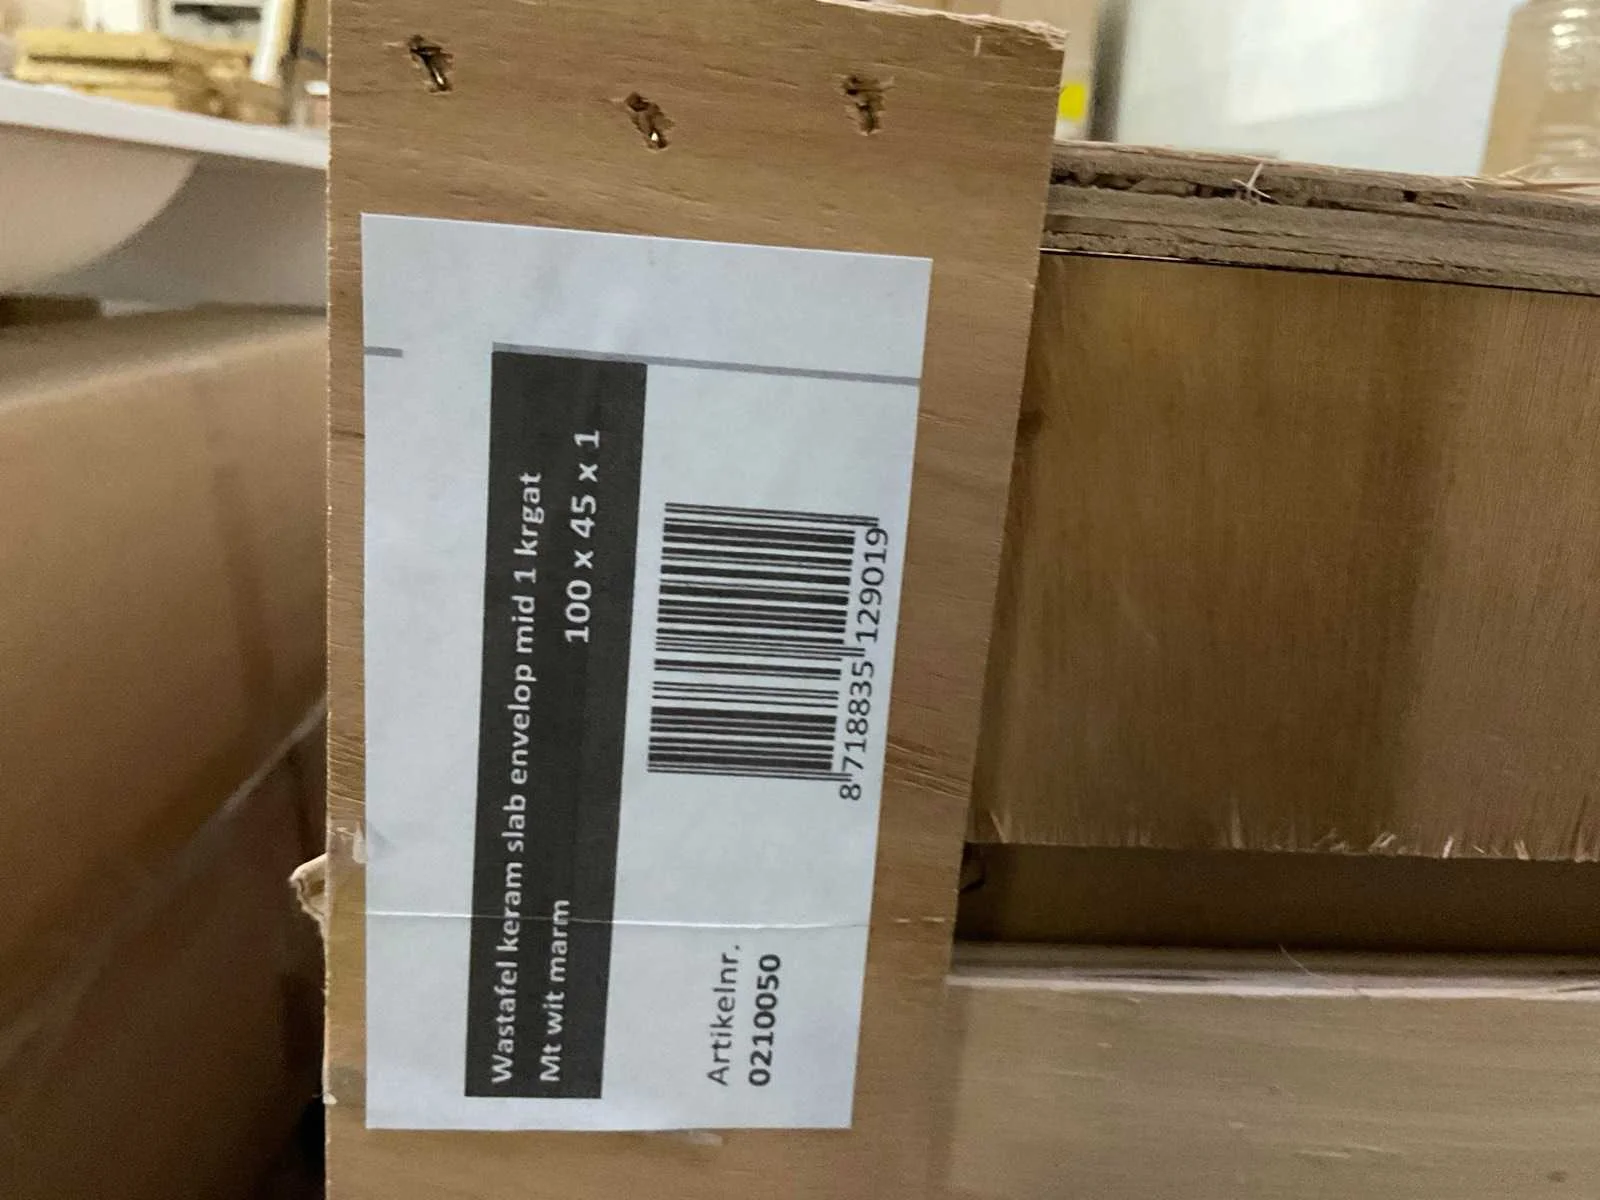 Wastafel keram slab envelop mid 1 krgat
Mt wit marm 100 x 45 x 1
Artikelnr.
0210050
8 718835 129019